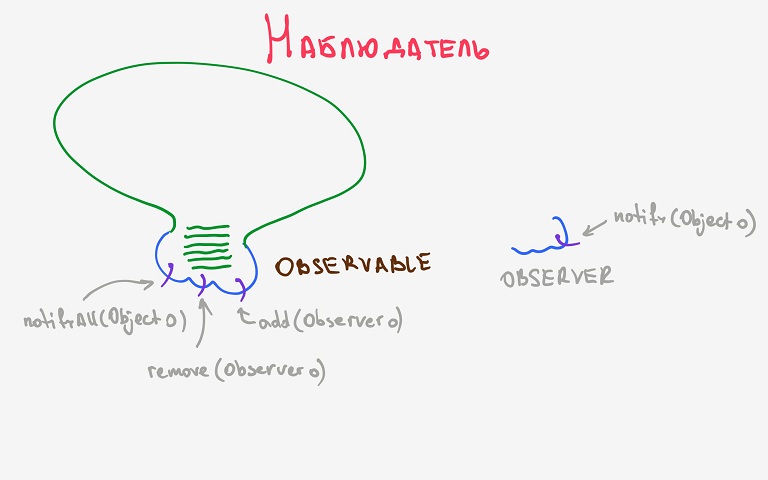 НАБЛЮДАТЕЛЬ
notify(Object o)
OBSERVABLE
OBSERVER
notifyAll(Object o)
add(Observer o)
remove(Observer o)